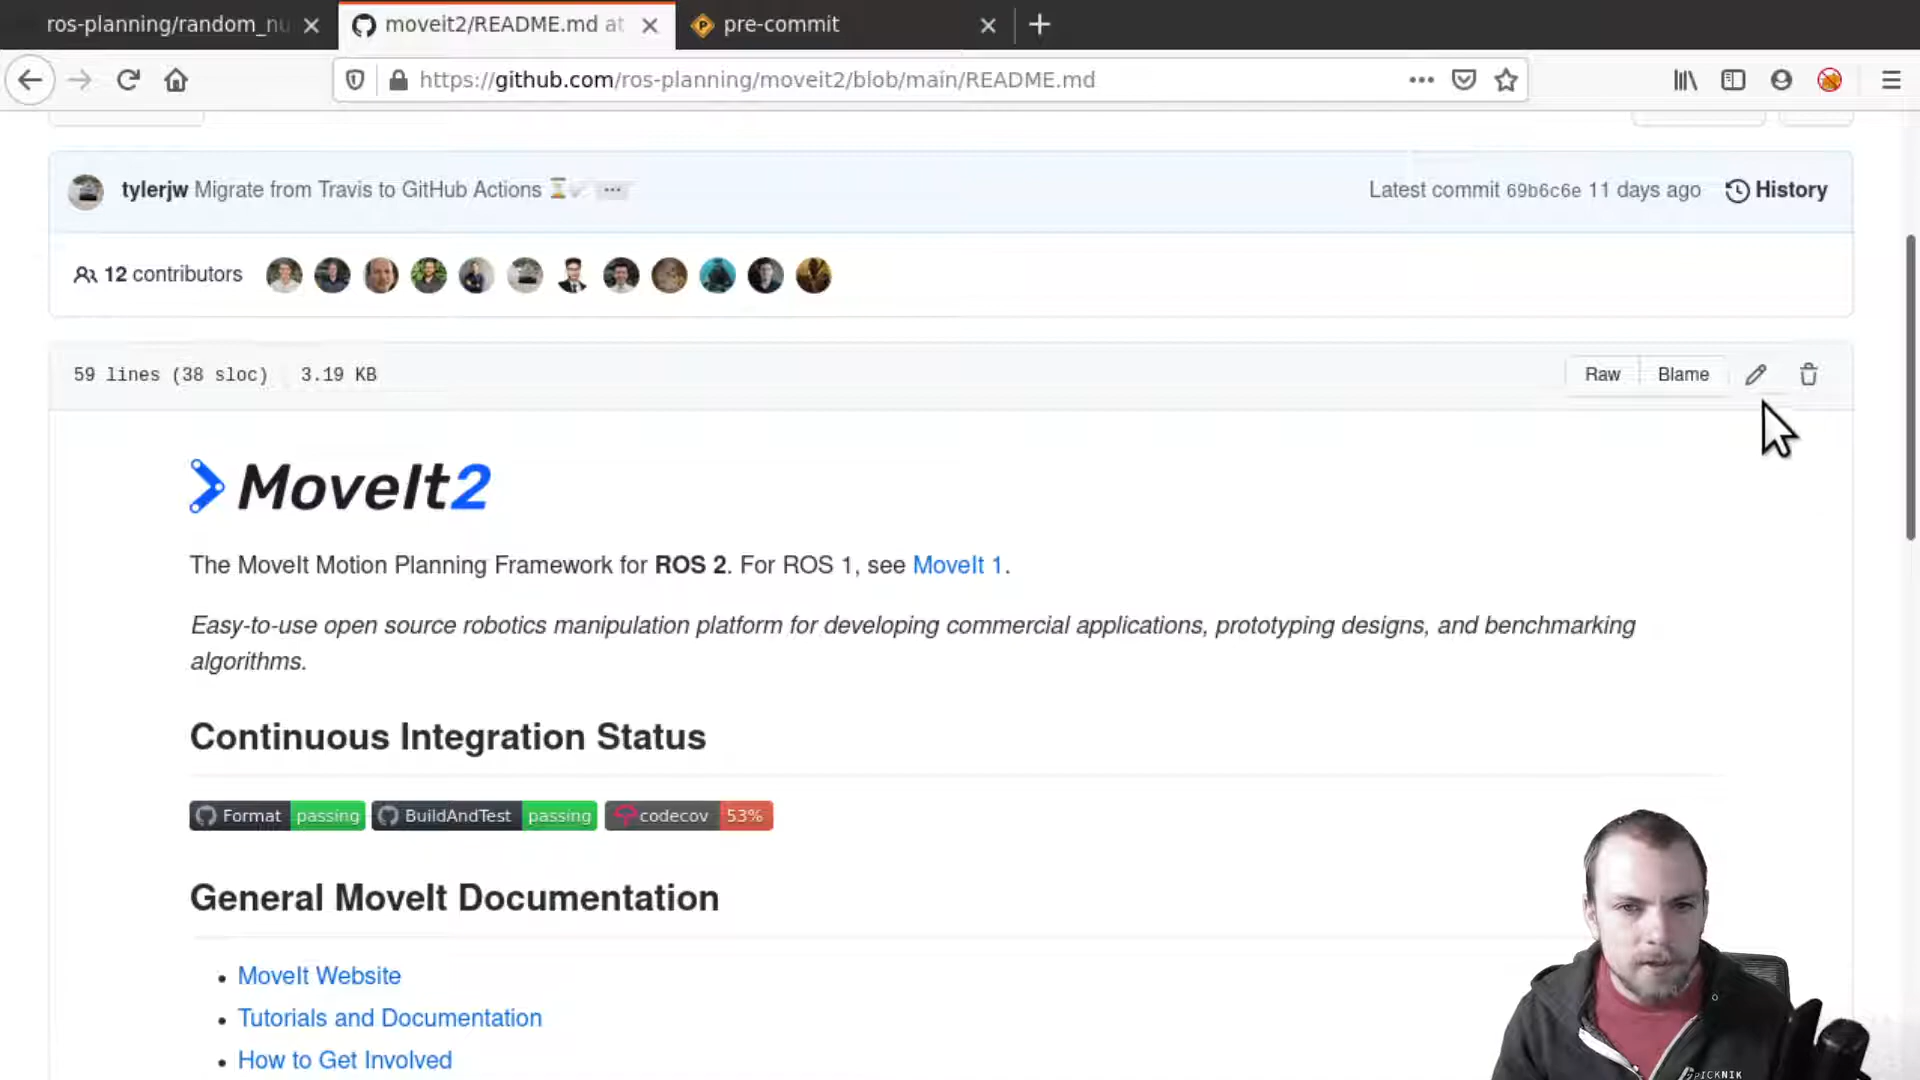 ros-planning/random_nu
moveit2/README.md at
pre-commit
https://github.com/ros-planning/moveit2/blob/main/README.md
tylerjw Migrate from Travis to GitHub Actions
Latest commit 69b6c6e 11 days ago
History
12 contributors
59 lines (38 sloc) 3.19 KB
Raw
Blame
MoveIt2
The MoveIt Motion Planning Framework for ROS 2. For ROS 1, see MoveIt 1.
Easy-to-use open source robotics manipulation platform for developing commercial applications, prototyping designs, and benchmarking
algorithms.
Continuous Integration Status
Format passing BuildAndTest passing codecov 53%
General MoveIt Documentation
MoveIt Website
Tutorials and Documentation
How to Get Involved
PICKNIK